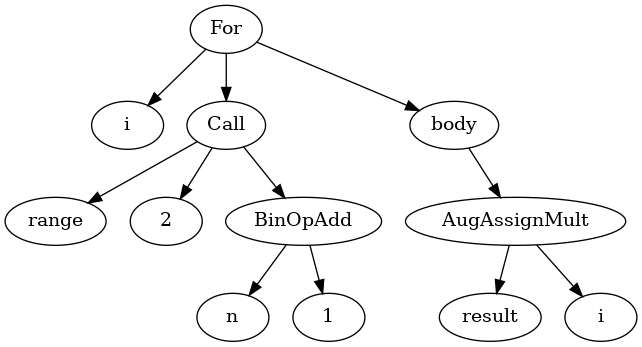 For
i
Call
body
range
2
BinOpAdd
AugAssignMult
n
1
result
i